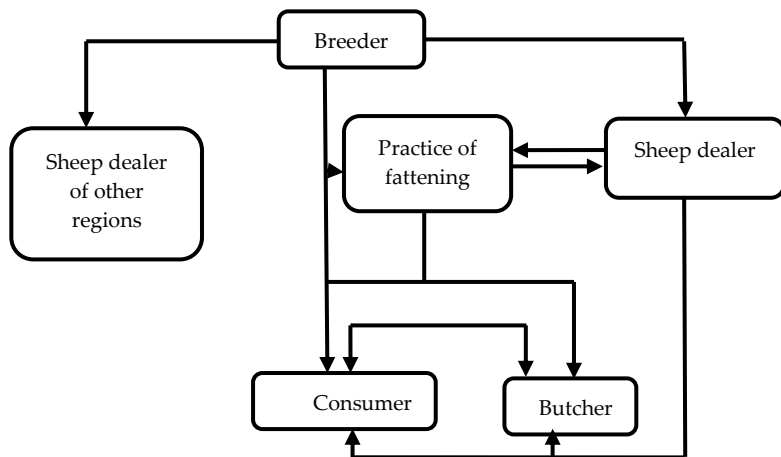 Breeder
Sheep dealer
of other
regions
Practice of
fattening
Sheep dealer
Consumer
Butcher